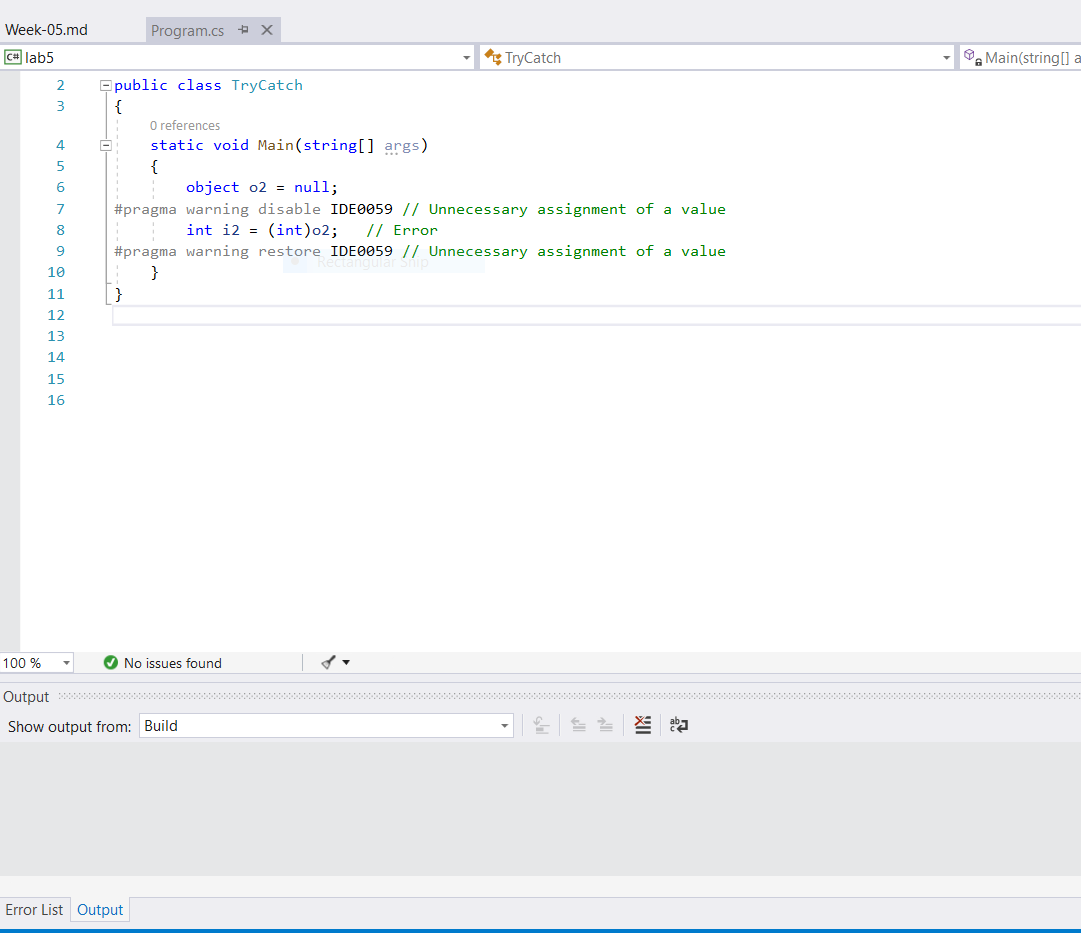 Week-05.md Program.cs
C# lab5 TryCatch Main(string[] a
2 public class TryCatch
3 {
0 references
4 static void Main(string[] args)
5 {
6 object o2 = null;
7 #pragma warning disable IDE0059 // Unnecessary assignment of a value
8 int i2 = (int)o2; // Error
9 #pragma warning restore IDE0059 // Unnecessary assignment of a value
Rectangular Snip
10 }
11 }
12
13
14
15
16
100 % No issues found
Output
Show output from: Build
Error List Output